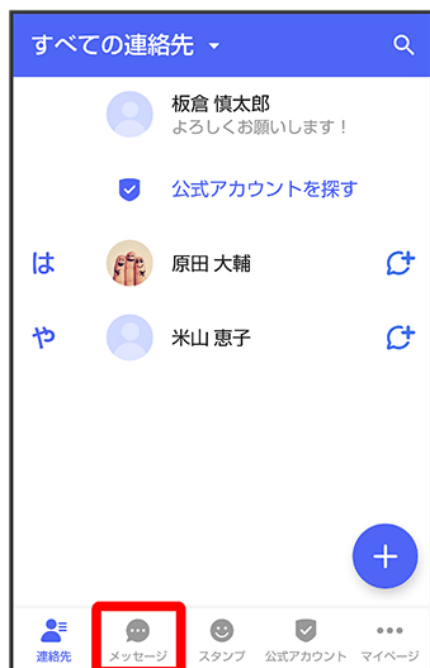 すべての連絡先
板倉 慎太郎
よろしくお願いします！
公式アカウントを探す
は
原田 大輔
や
米山 恵子
連絡先
メッセージ
スタンプ
公式アカウント
マイページ